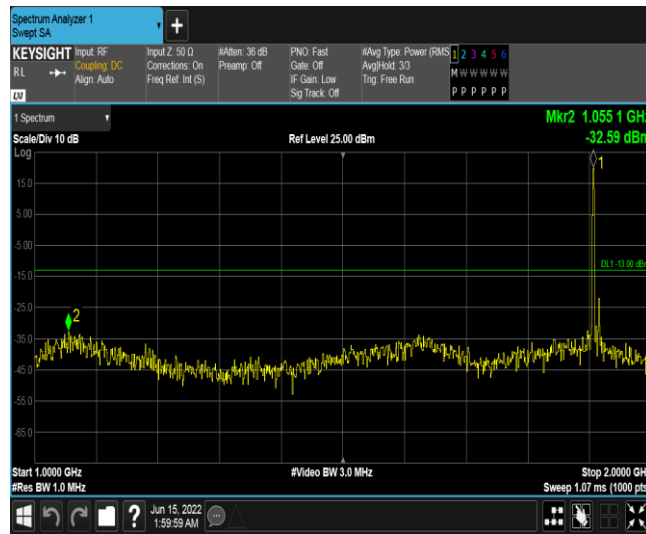 Spectrum Analyzer 1
Swept SA
+
KEYSIGHT Input: RF Input Z: 50 Ω #Atten: 36 dB PNO: Fast #Avg Type: Power (RMS 1 2 3 4 5 6
RL Coupling: DC Corrections: On Preamp: Off Gate: Off Avg|Hold: 3/3 M W W W W W
Align: Auto Freq Ref: Int (S) IF Gain: Low Trig: Free Run
Sig Track: Off P P P P P P
LXI
1 Spectrum Mkr2 1.055 1 GHz
Scale/Div 10 dB Ref Level 25.00 dBm -32.59 dBm
Log
1
15.0
5.00
-5.00
DL1 -13.00 dBm
-15.0
-25.0
2
-35.0
-45.0
-55.0
-65.0
Start 1.0000 GHz #Video BW 3.0 MHz Stop 2.0000 GH
#Res BW 1.0 MHz Sweep 1.07 ms (1000 pts
? Jun 15, 2022
1:59:59 AM